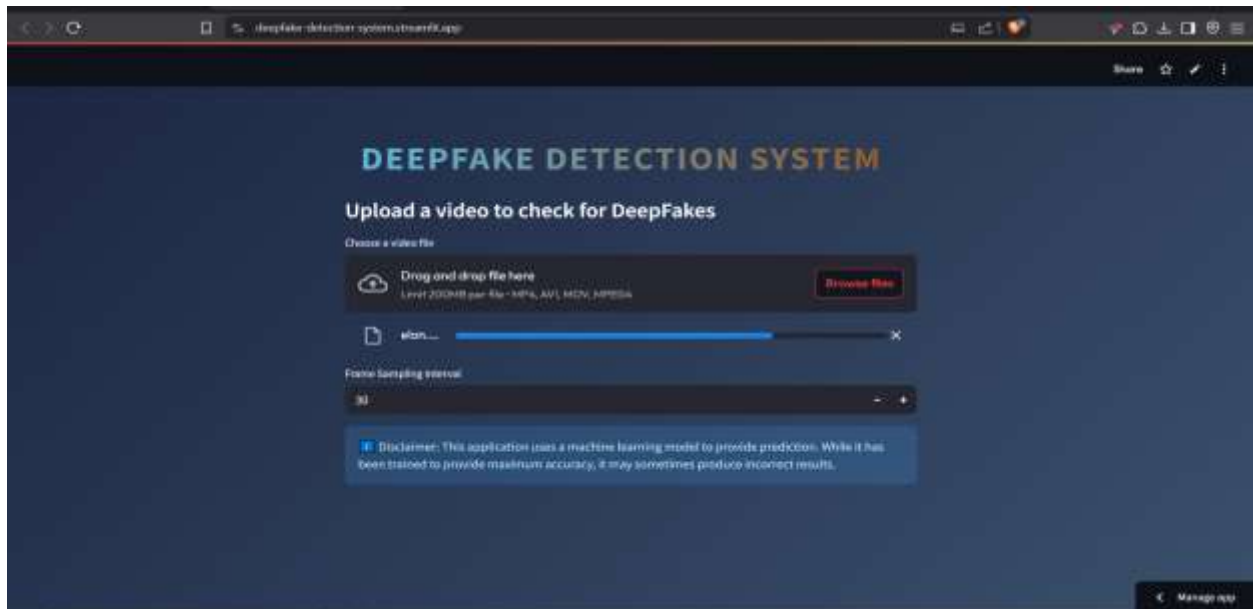 deepfake-detection-system.streamlit.app
Share
DEEPFAKE DETECTION SYSTEM
Upload a video to check for DeepFakes
Choose a video file
Drag and drop file here
Limit 200MB per file • MP4, AVI, MOV, MPEG4
Browse files
elon....
Frame Sampling Interval
30
Disclaimer: This application uses a machine learning model to provide prediction. While it has
been trained to provide maximum accuracy, it may sometimes produce incorrect results.
Manage app